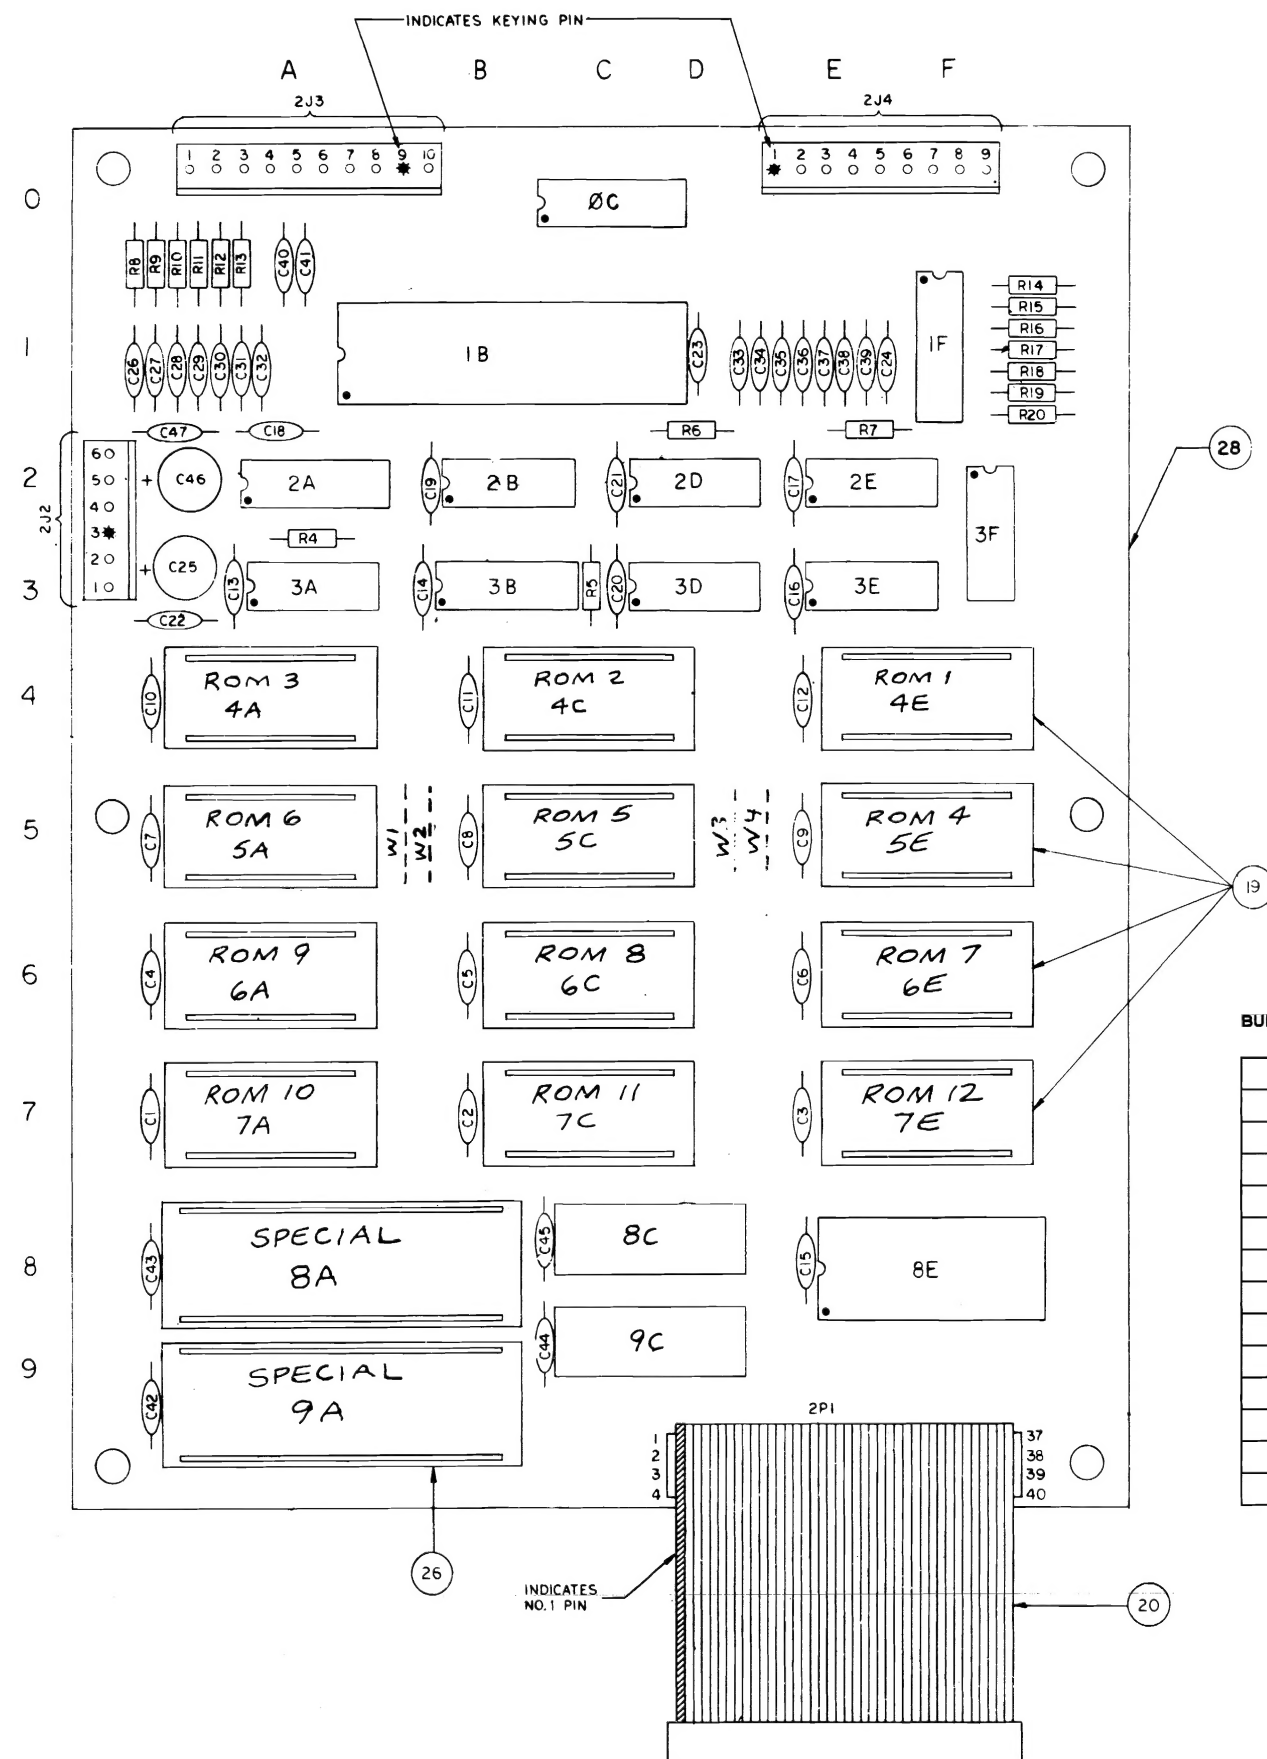 INDICATES KEYING PIN
A B C D E F
2J3 2J4
1 2 3 4 5 6 7 8 9 10
1 2 3 4 5 6 7 8 9
0
ØC
R8 R9 R10 R11 R12 R13 C40 C41
R14
R15
R16
R17
R18
R19
R20
1
1B
1F
C26 C27 C28 C29 C30 C31 C32
C23
C33 C34 C35 C36 C37 C38 C39 C24
C47 C18 R6 R7
2J2
6
5
4
3
2
1
2
C46 2A C19 2B C21 2D C17 2E
3F
28
R4
3
C25 C13 3A C14 3B R5 C20 3D C16 3E
C22
4
C10 ROM 3
4A
C11 ROM 2
4C
C12 ROM 1
4E
5
C7 ROM 6
5A
W1
W2
C8 ROM 5
5C
W3
W4
C9 ROM 4
5E
19
6
C4 ROM 9
6A
C5 ROM 8
6C
C6 ROM 7
6E
7
C1 ROM 10
7A
C2 ROM 11
7C
C3 ROM 12
7E
8
C43 SPECIAL
8A
C45 8C
C15 8E
9
C42 SPECIAL
9A
C44 9C
2P1
1 37
2 38
3 39
4 40
26
INDICATES
NO.1 PIN
20